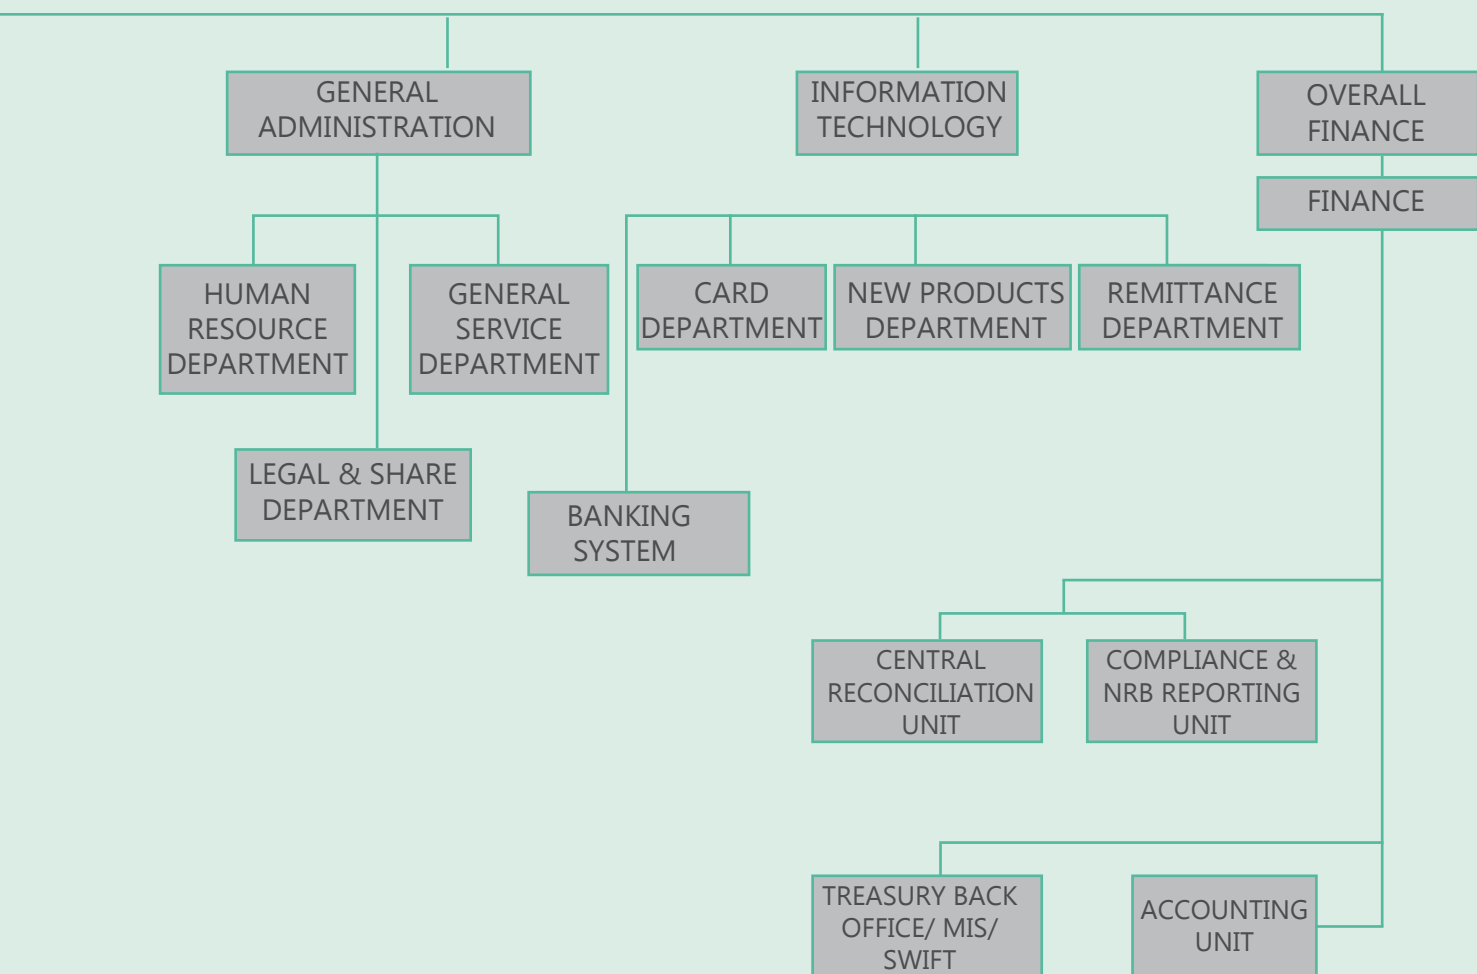 GENERAL
ADMINISTRATION
INFORMATION
TECHNOLOGY
OVERALL
FINANCE
FINANCE
HUMAN
RESOURCE
DEPARTMENT
GENERAL
SERVICE
DEPARTMENT
CARD
DEPARTMENT
NEW PRODUCTS
DEPARTMENT
REMITTANCE
DEPARTMENT
LEGAL & SHARE
DEPARTMENT
BANKING
SYSTEM
CENTRAL
RECONCILIATION
UNIT
COMPLIANCE &
NRB REPORTING
UNIT
TREASURY BACK
OFFICE/ MIS/
SWIFT
ACCOUNTING
UNIT